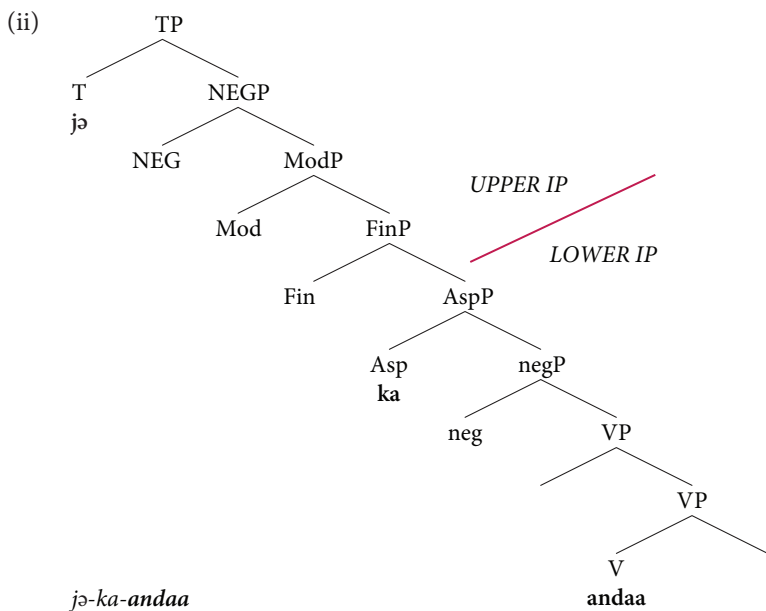 (ii)
TP
T
NEGP
jə
NEG
ModP
UPPER IP
Mod
FinP
LOWER IP
Fin
AspP
Asp
negP
ka
neg
VP
VP
V
jə-ka-andaa
andaa